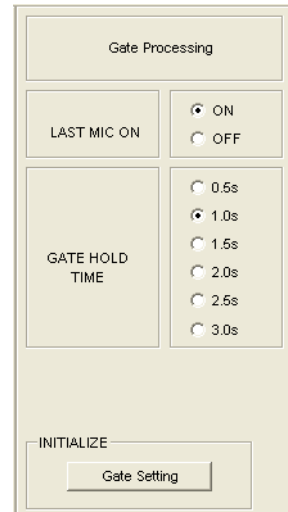 Gate Processing
LAST MIC ON
ON
OFF
GATE HOLD
TIME
0.5s
1.0s
1.5s
2.0s
2.5s
3.0s
INITIALIZE
Gate Setting